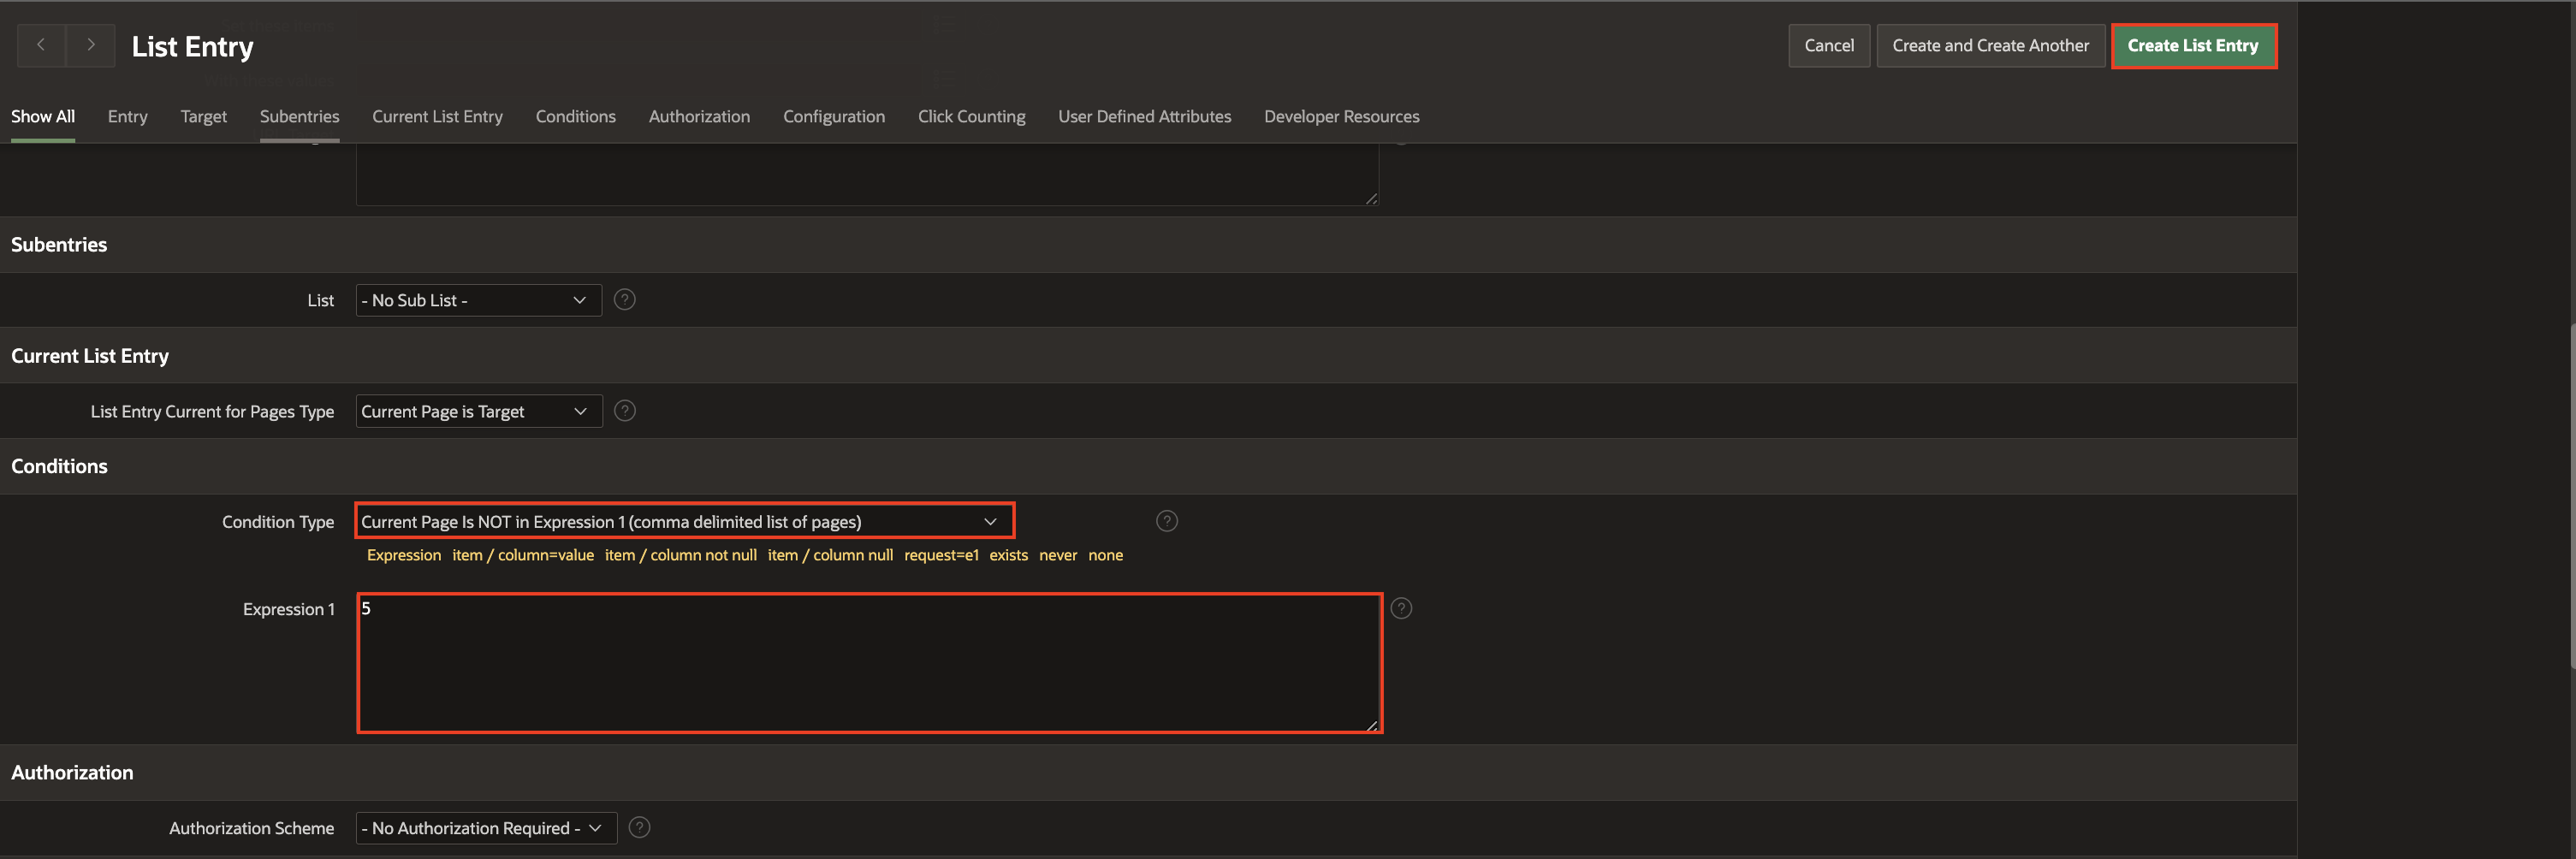 List Entry
Cancel
Create and Create Another
Create List Entry
Show All
Entry
Target
Subentries
Current List Entry
Conditions
Authorization
Configuration
Click Counting
User Defined Attributes
Developer Resources
Subentries
List
- No Sub List -
Current List Entry
List Entry Current for Pages Type
Current Page is Target
Conditions
Condition Type
Current Page Is NOT in Expression 1 (comma delimited list of pages)
Expression item / column=value item / column not null item / column null request=e1 exists never none
Expression 1
5
Authorization
Authorization Scheme
- No Authorization Required -